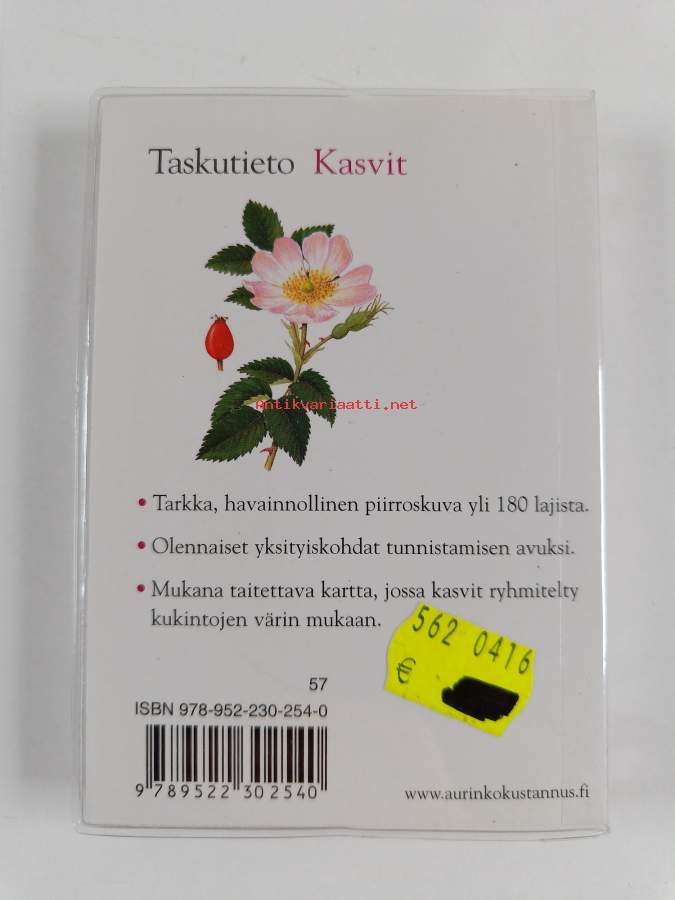 Taskutieto Kasvit
Antikvariaatti.net
• Tarkka, havainnollinen piirroskuva yli 180 lajista.
• Olennaiset yksityiskohdat tunnistamisen avuksi.
• Mukana taitettava kartta, jossa kasvit ryhmitelty
kukintojen värin mukaan.
562 0416
€
57
ISBN 978-952-230-254-0
9 789522 302540
www.aurinkokustannus.fi